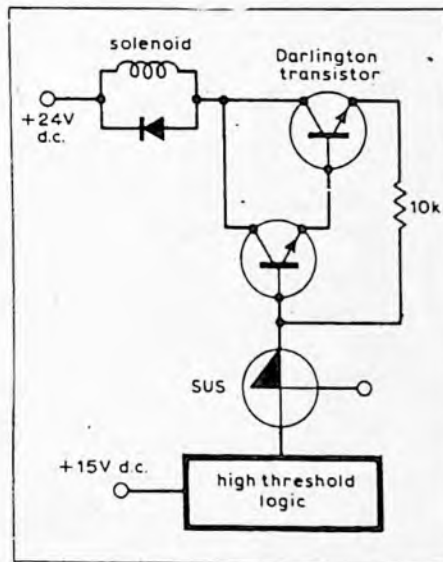 solenoid
Darlington
transistor
+24V
d.c.
10k
SUS
+15V d.c.
high threshold
logic